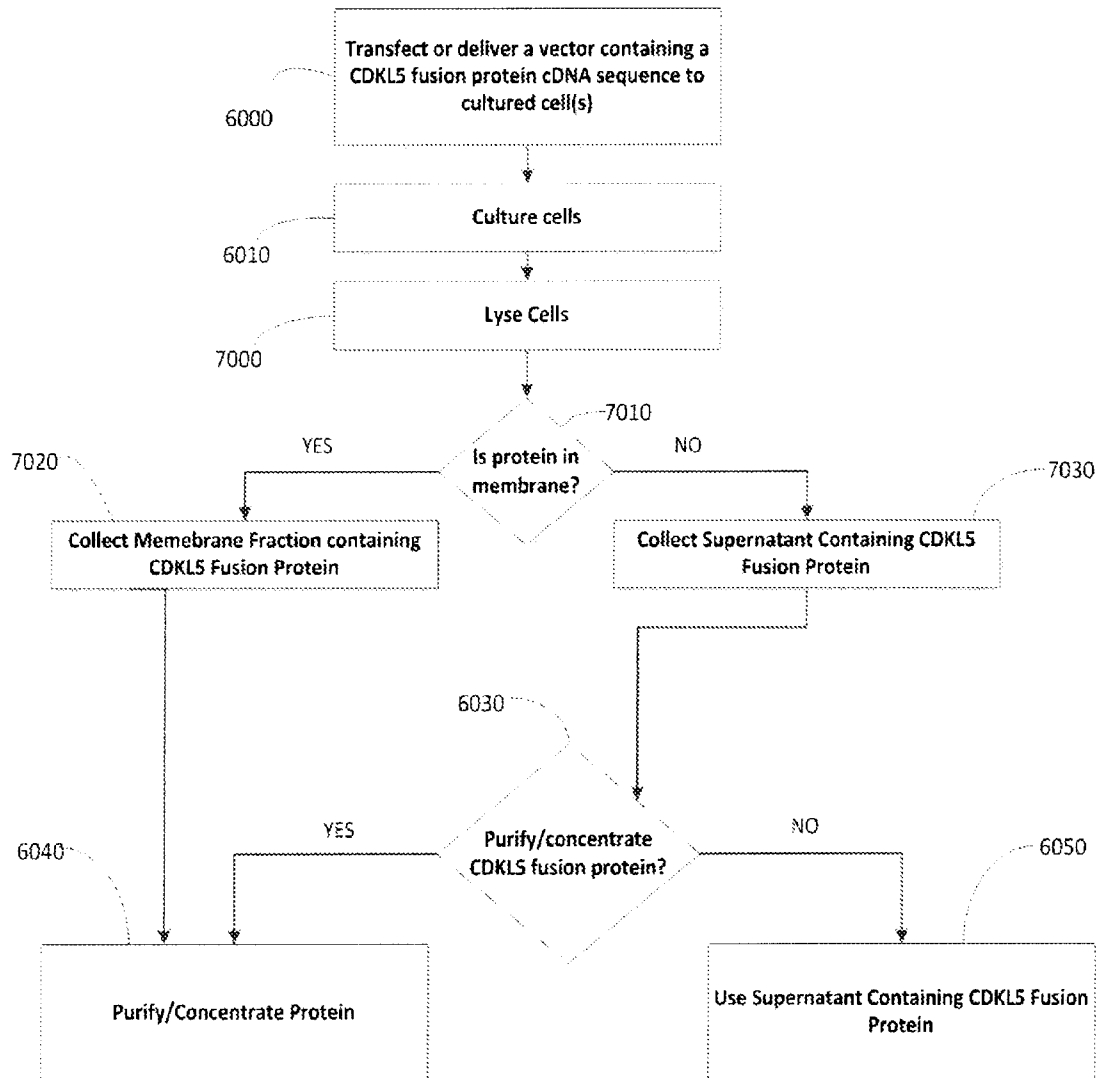 Transfect or deliver a vector containing a
CDKL5 fusion protein cDNA sequence to
cultured cell(s)
6000
Culture cells
6010
Lyse Cells
7000
7010
YES
NO
Is protein in
membrane?
7020
7030
Collect Memebrane Fraction containing
CDKL5 Fusion Protein
Collect Supernatant Containing CDKL5
Fusion Protein
6030
YES
NO
Purify/concentrate
CDKL5 fusion protein?
6040
6050
Purify/Concentrate Protein
Use Supernatant Containing CDKL5 Fusion
Protein